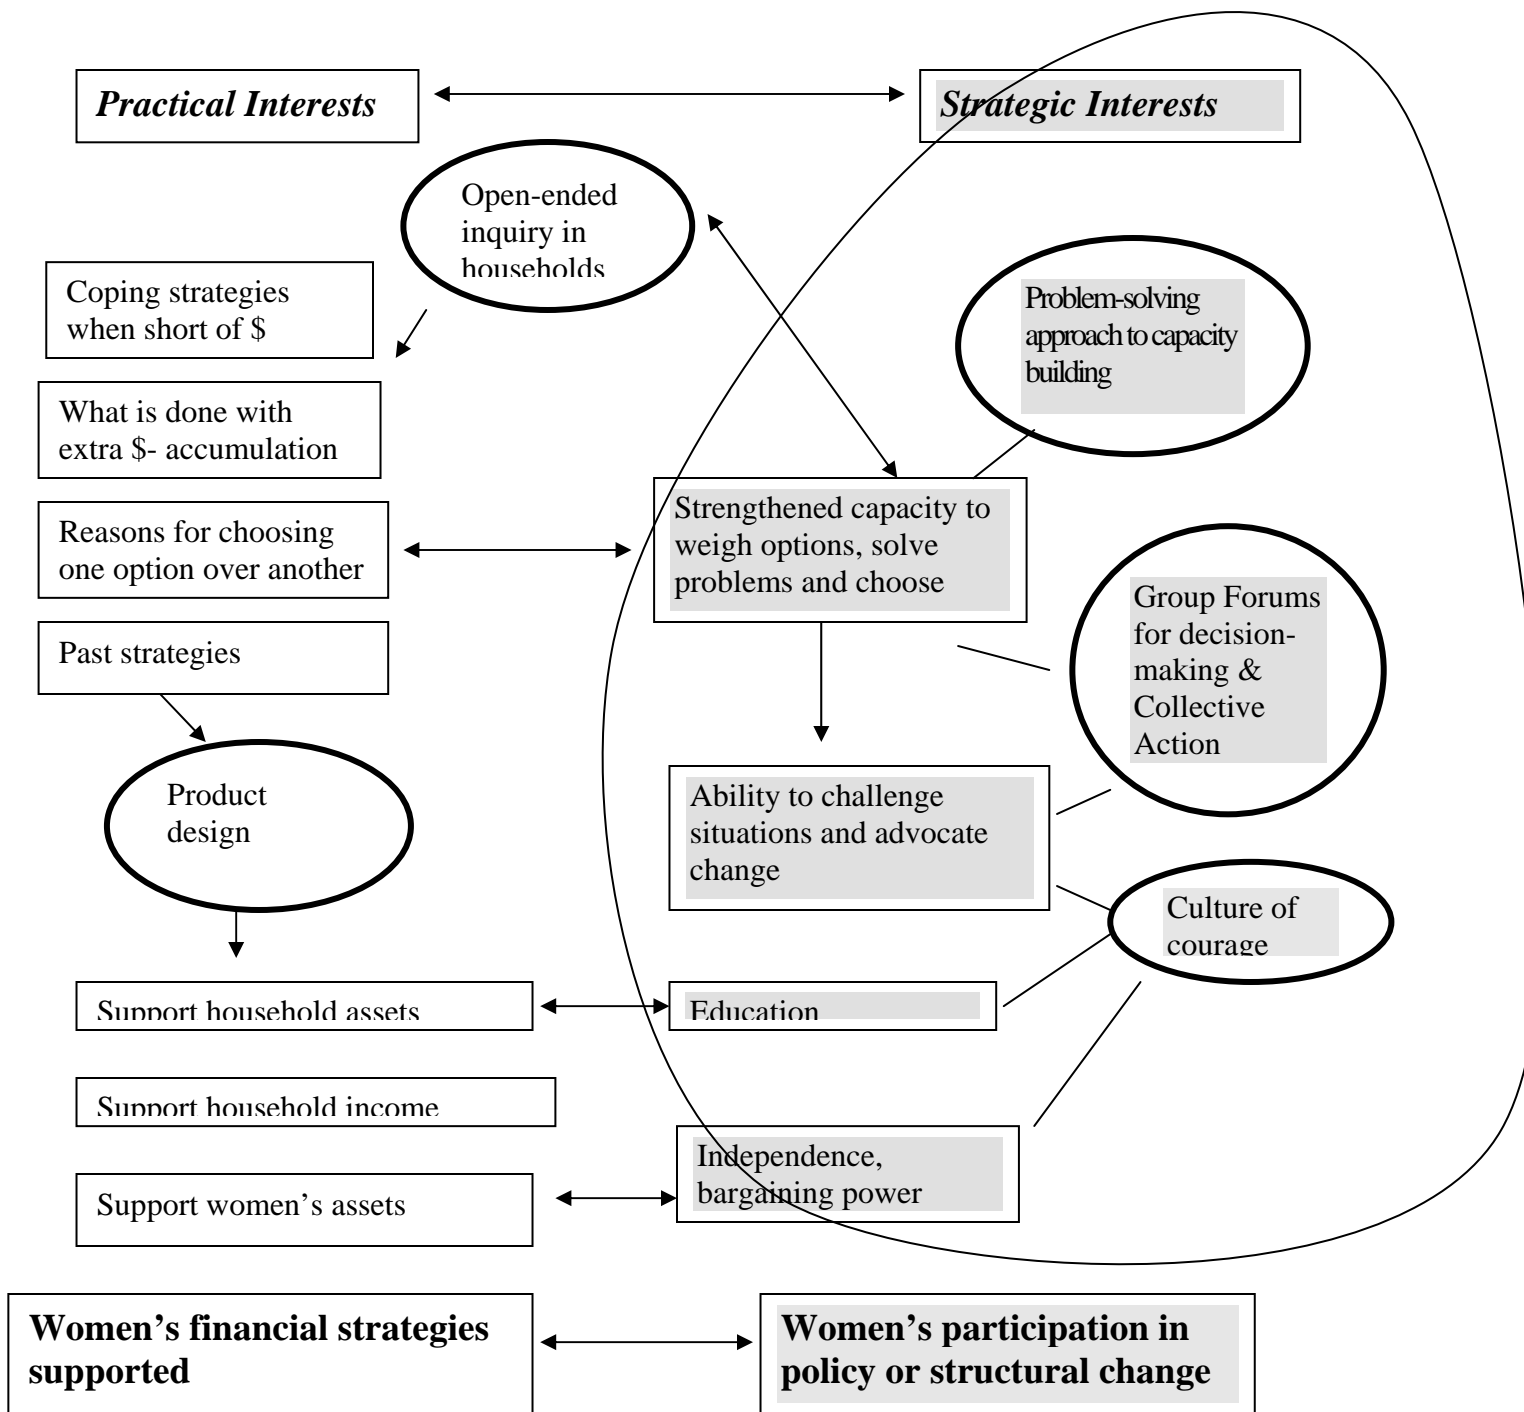 Practical Interests
Strategic Interests
Open-ended
inquiry in
households
Coping strategies
when short of $
What is done with
extra $- accumulation
Reasons for choosing
one option over another
Past strategies
Product
design
Problem-solving
approach to capacity
building
Strengthened capacity to
weigh options, solve
problems and choose
Group Forums
for decision-
making &
Collective
Action
Ability to challenge
situations and advocate
change
Culture of
courage
Support household assets
Education
Support household income
Independence,
bargaining power
Support women’s assets
Women’s financial strategies
supported
Women’s participation in
policy or structural change